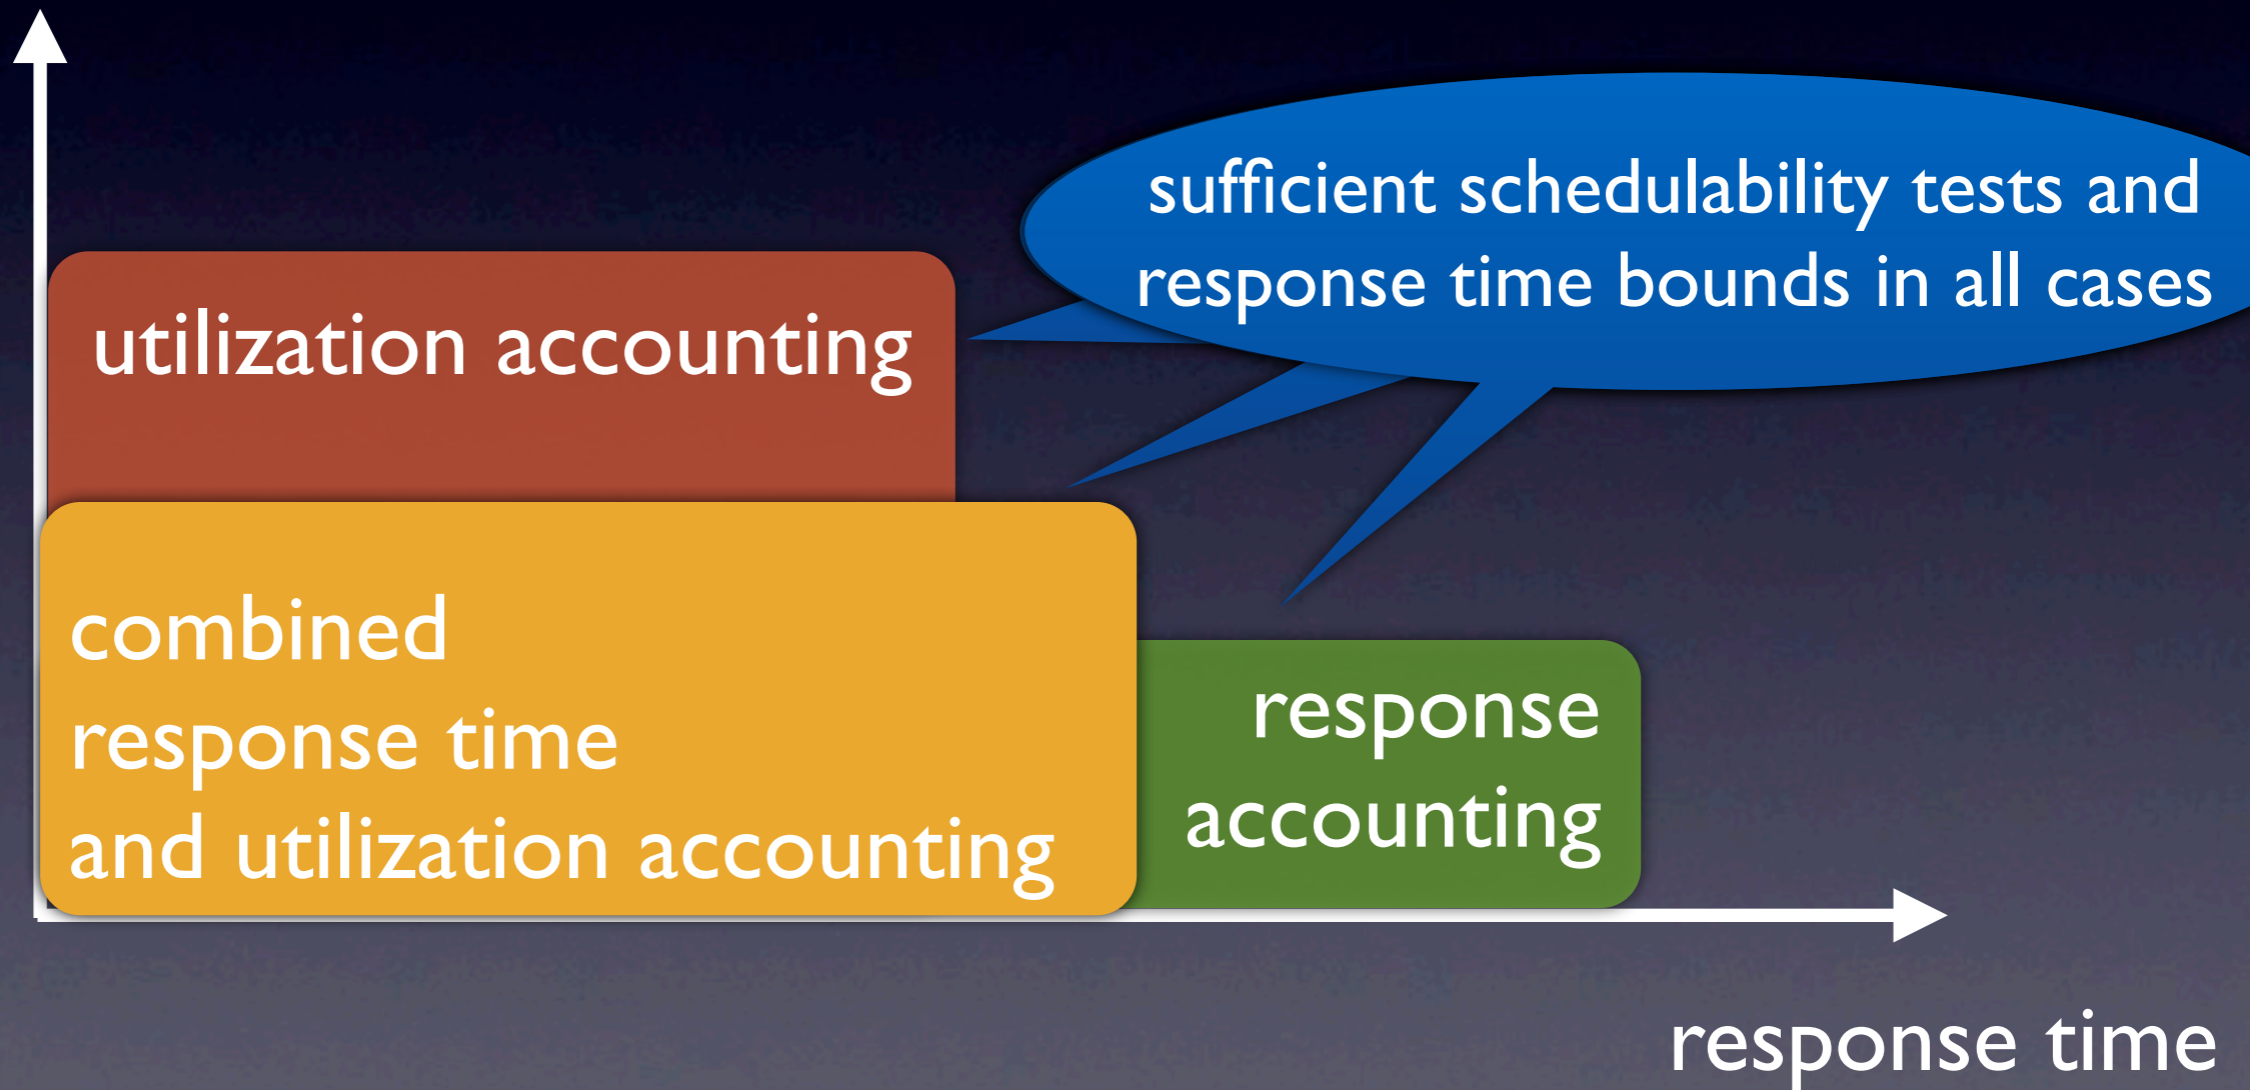 sufficient schedulability tests and
response time bounds in all cases
utilization accounting
combined
response time
and utilization accounting
response
accounting
response time